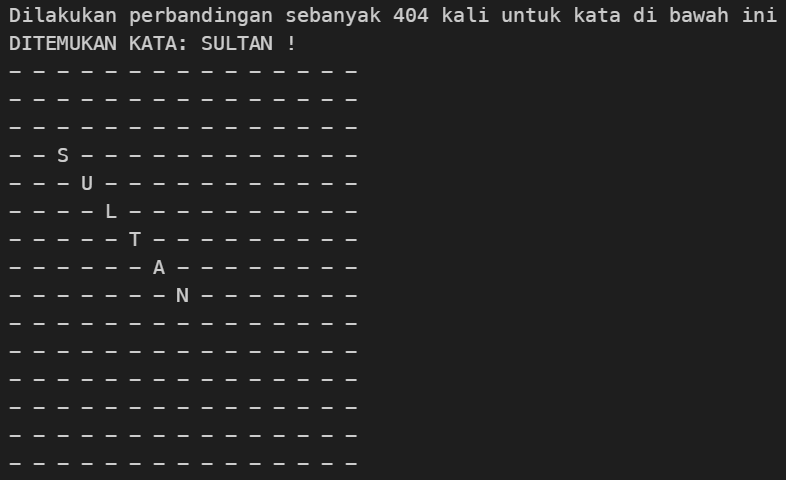 Dilakukan perbandingan sebanyak 404 kali untuk kata di bawah ini
DITEMUKAN KATA: SULTAN !
- - - - - - - - - - - - - - -
- - - - - - - - - - - - - - -
- - - - - - - - - - - - - - -
- - S - - - - - - - - - - - -
- - - U - - - - - - - - - - -
- - - - L - - - - - - - - - -
- - - - - T - - - - - - - - -
- - - - - - A - - - - - - - -
- - - - - - - N - - - - - - -
- - - - - - - - - - - - - - -
- - - - - - - - - - - - - - -
- - - - - - - - - - - - - - -
- - - - - - - - - - - - - - -
- - - - - - - - - - - - - - -
- - - - - - - - - - - - - - -